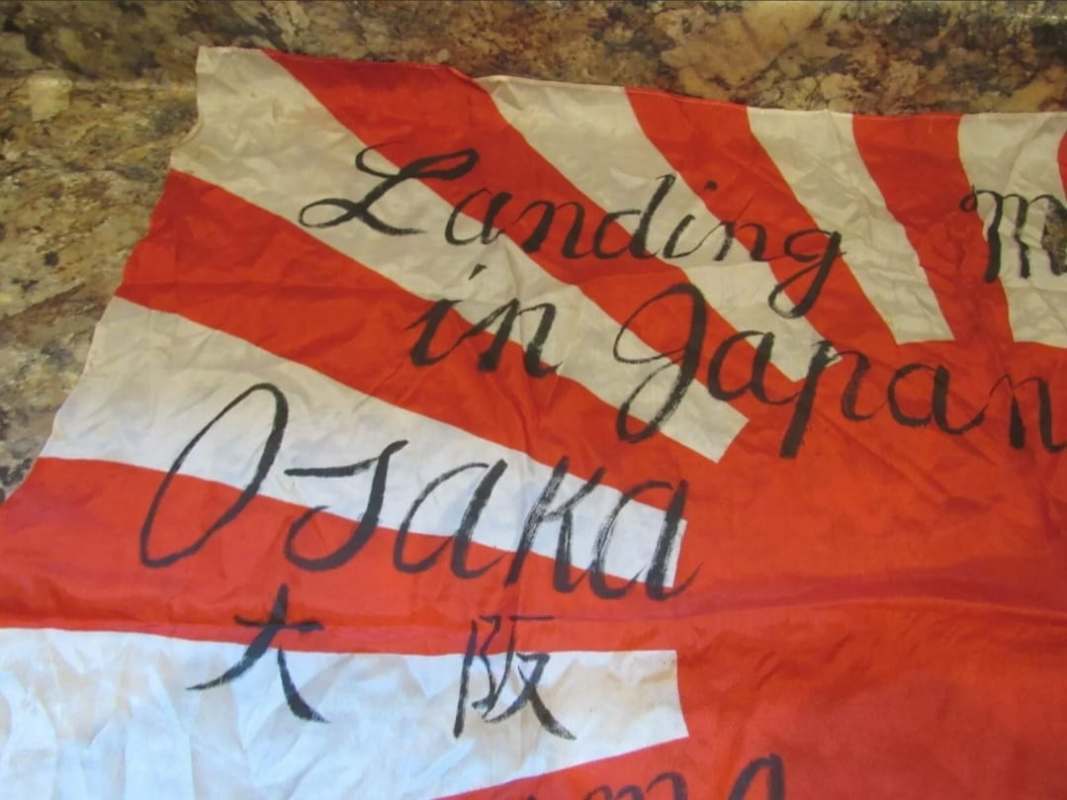 Landing
in Japan
Osaka
大阪